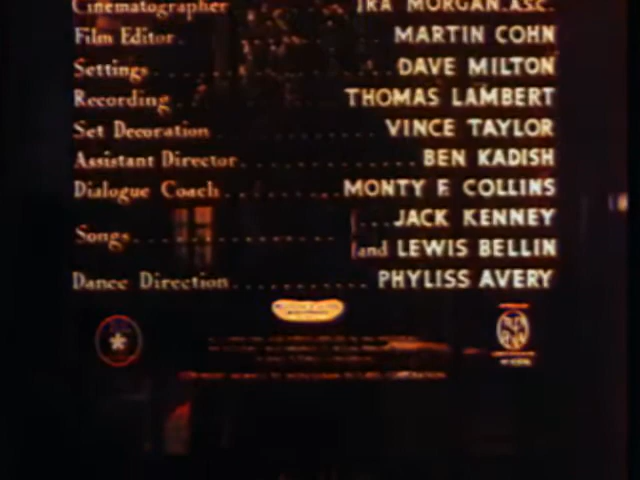 Cinematographer IRA MORGAN.A.S.C.
Film Editor. MARTIN COHN
Settings............DAVE MILTON
Recording............THOMAS LAMBERT
Set Decoration............VINCE TAYLOR
Assistant Director............BEN KADISH
Dialogue Coach.........MONTY F. COLLINS
Songs.................... ....JACK KENNEY
and LEWIS BELLIN
Dance Direction............PHYLISS AVERY